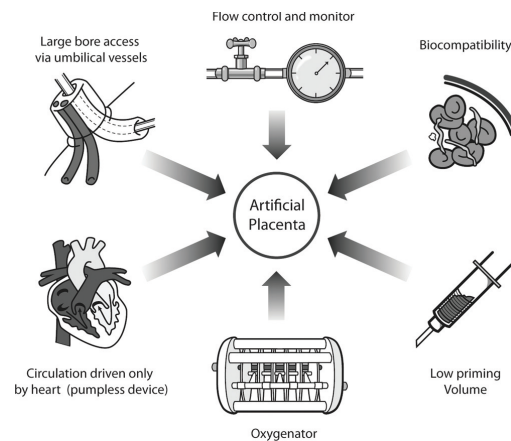 Flow control and monitor
Large bore access
via umbilical vessels
Biocompatibility
Artificial
Placenta
Circulation driven only
by heart (pumpless device)
Low priming
Volume
Oxygenator